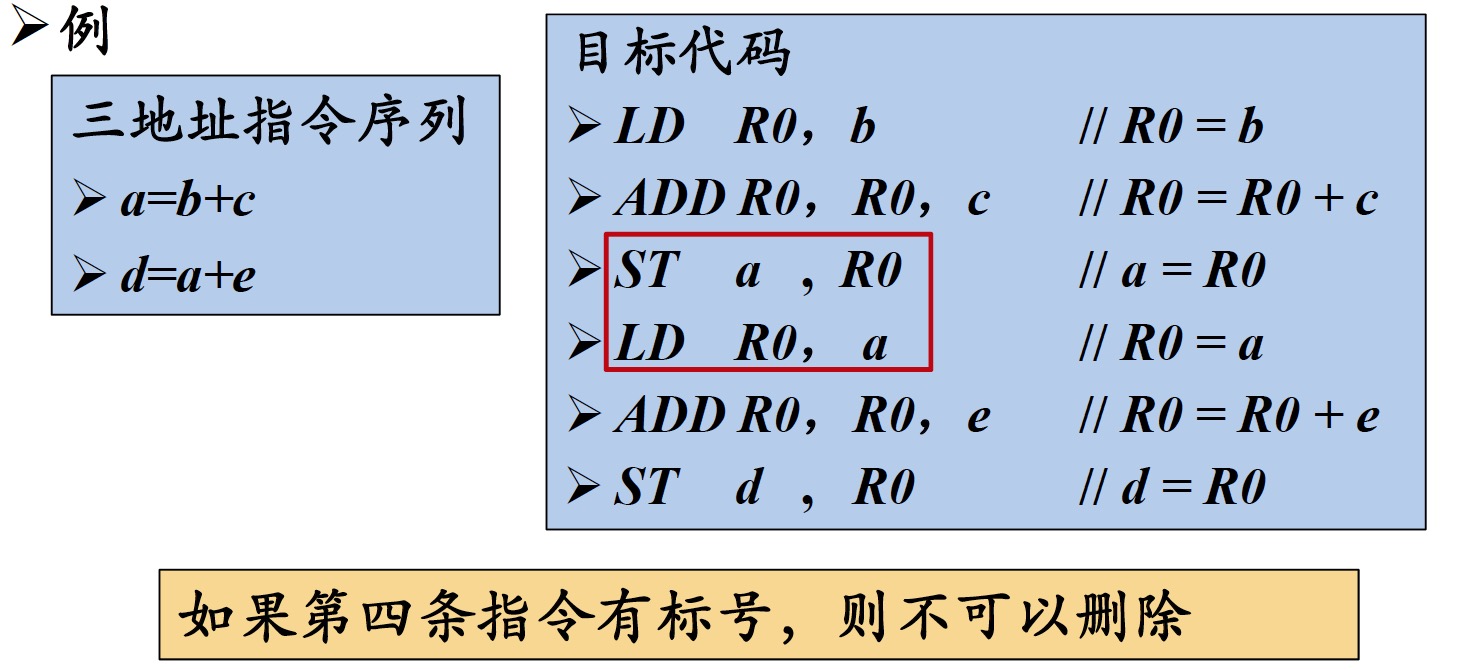 ➢例
三地址指令序列
➢ a=b+c
➢ d=a+e
目标代码
➢ LD R0，b // R0 = b
➢ ADD R0，R0，c // R0 = R0 + c
➢ ST a , R0 // a = R0
➢ LD R0， a // R0 = a
➢ ADD R0，R0，e // R0 = R0 + e
➢ ST d , R0 // d = R0
如果第四条指令有标号，则不可以删除